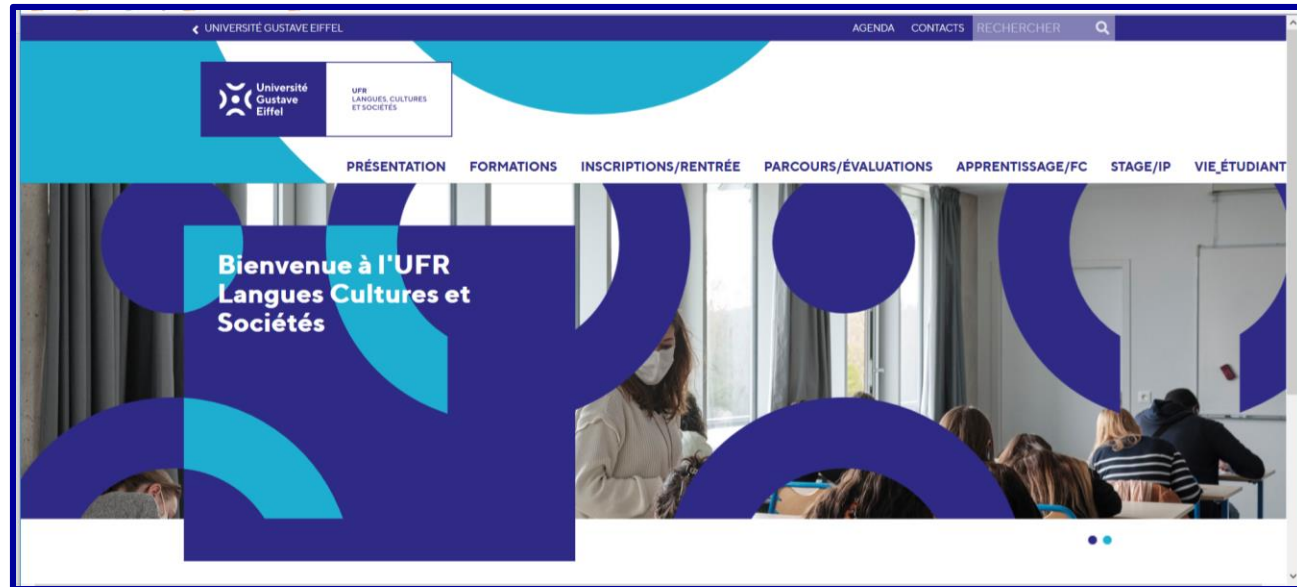 UNIVERSITÉ GUSTAVE EIFFEL
AGENDA CONTACTS RECHERCHER
Université
Gustave
Eiffel
UFR
LANGUES, CULTURES
ET SOCIÉTÉS
PRÉSENTATION FORMATIONS INSCRIPTIONS/RENTRÉE PARCOURS/ÉVALUATIONS APPRENTISSAGE/FC STAGE/IP VIE_ÉTUDIANT
Bienvenue à l'UFR
Langues Cultures et
Sociétés